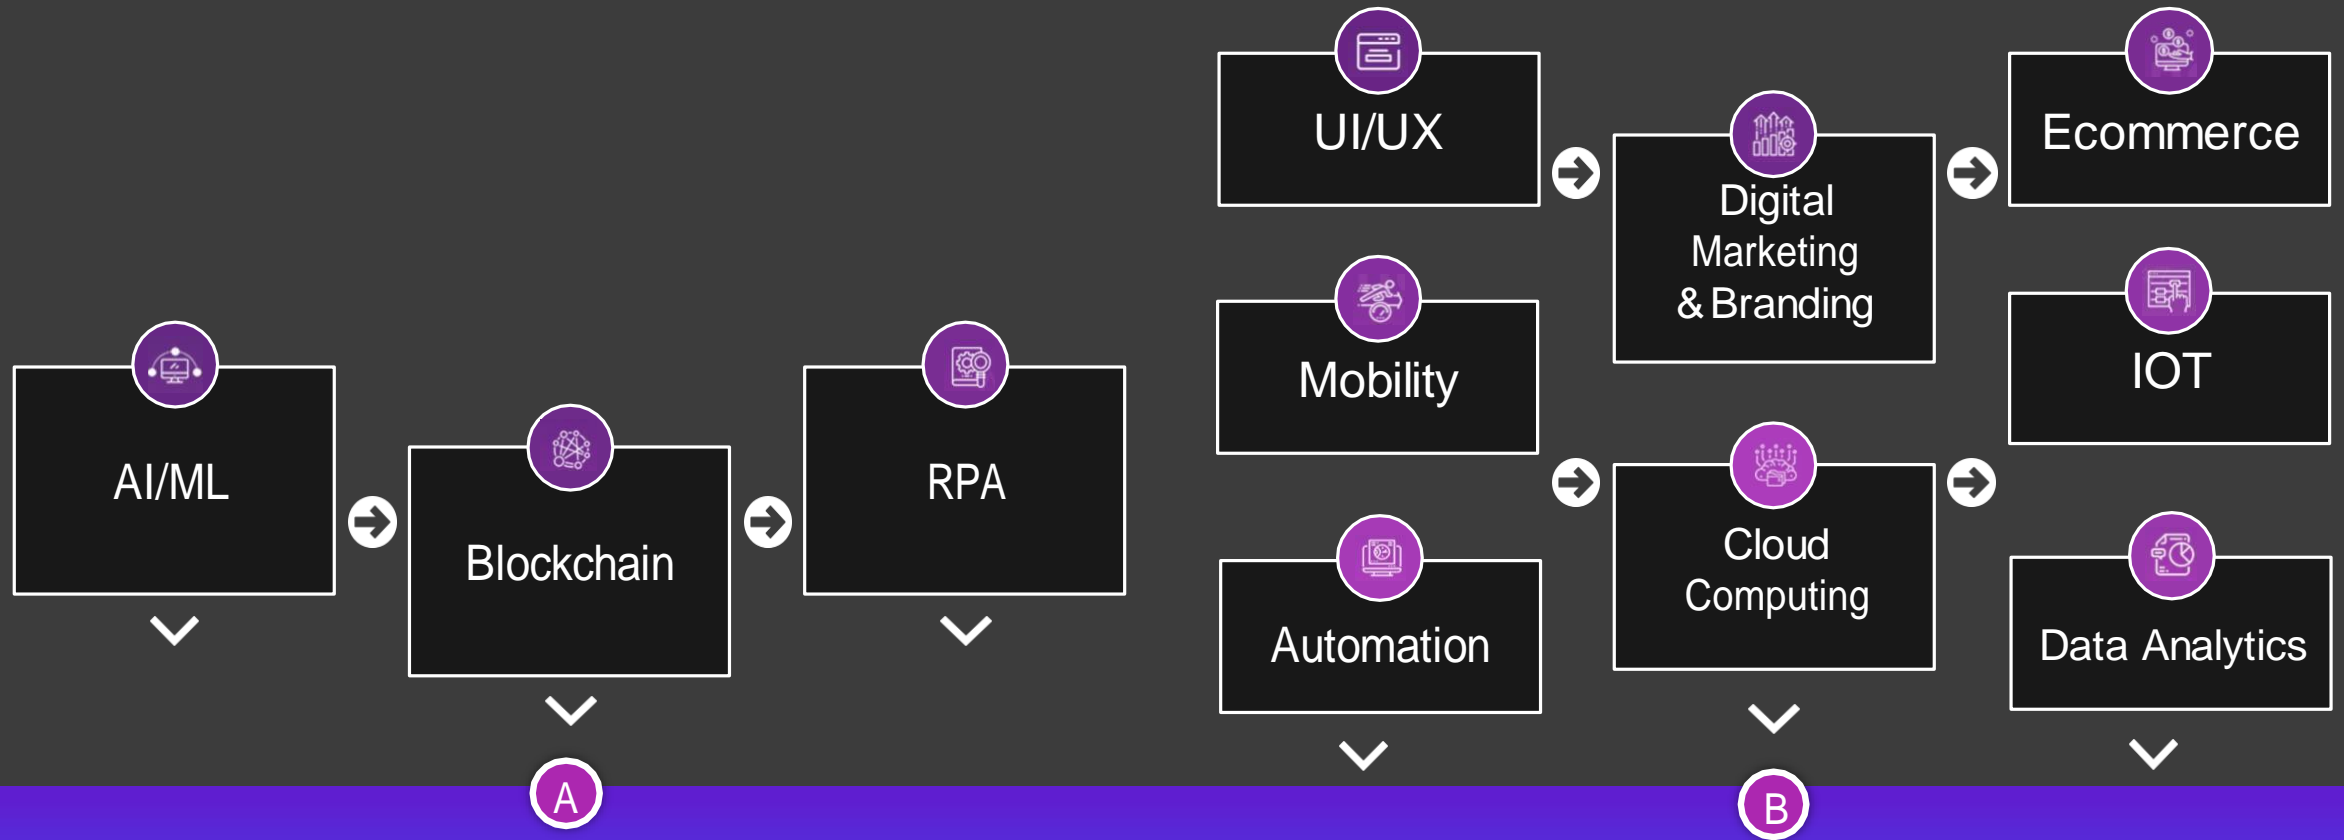 AI/ML
Blockchain
RPA
A
UI/UX
Digital
Marketing
& Branding
Ecommerce
Mobility
IOT
Cloud
Computing
Automation
Data Analytics
B